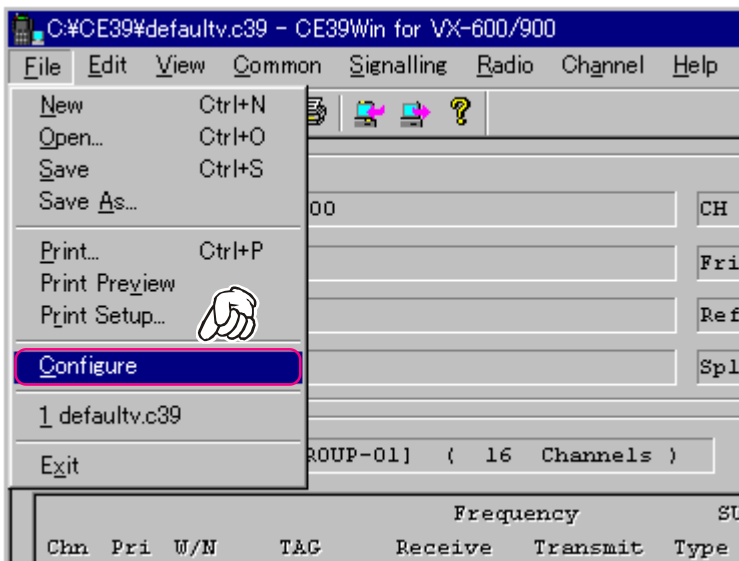 C:¥CE39¥defaultv.c39 - CE39Win for VX-600/900
File Edit View Common Signalling Radio Channel Help
New Ctrl+N
Open... Ctrl+O
Save Ctrl+S
Save As...
Print... Ctrl+P
Print Preview
Print Setup...
Configure
1 defaultv.c39
Exit
00 CH
Fri
Ref
Spl
ROUP-01] ( 16 Channels )
Frequency SU
Chn Pri W/N TAG Receive Transmit Type